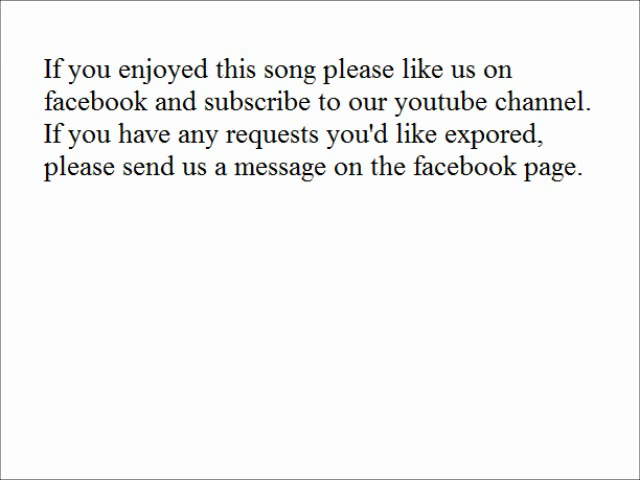 If you enjoyed this song please like us on
facebook and subscribe to our youtube channel.
If you have any requests you'd like expored,
please send us a message on the facebook page.